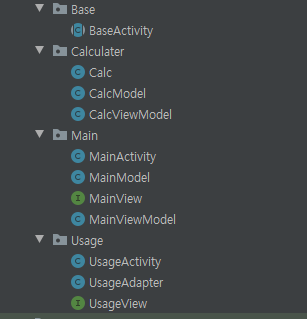 Base
BaseActivity
Calculater
Calc
CalcModel
CalcViewModel
Main
MainActivity
MainModel
MainView
MainViewModel
Usage
UsageActivity
UsageAdapter
UsageView